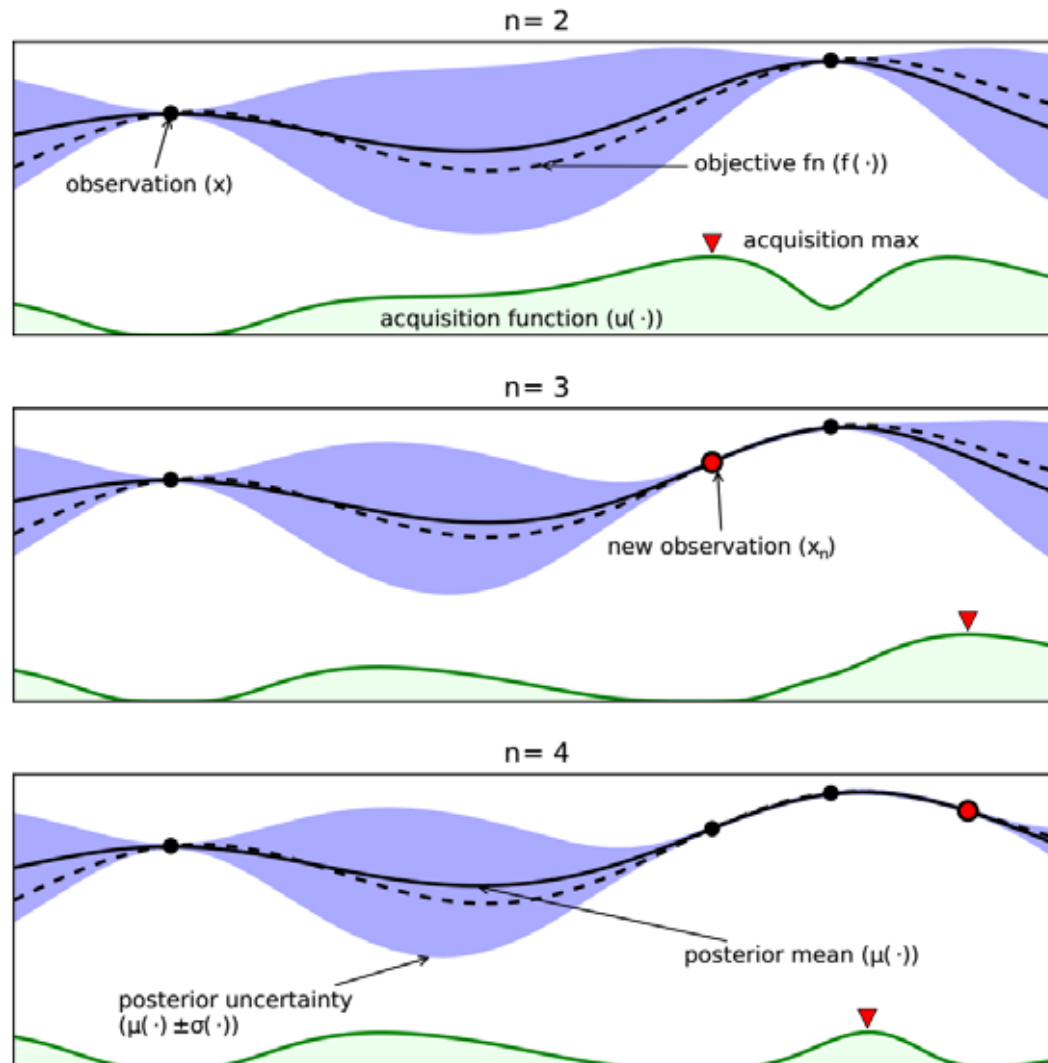 n= 2
observation (x)
objective fn (f(·))
acquisition max
acquisition function (u(·))
n= 3
new observation (xₙ)
n= 4
posterior mean (μ(·))
posterior uncertainty
(μ(·) ±σ(·))